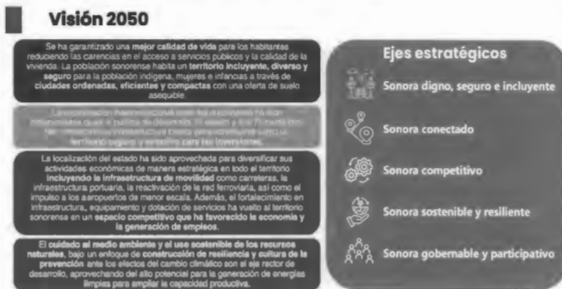 Visión 2050
Se ha garantizado una mejor calidad de vida para los habitantes
reduciendo las carencias en el acceso a servicios públicos y la calidad de la
vivienda. La población sonorense habita un territorio incluyente, diverso y
seguro para la población indígena, mujeres e infancias a través de
ciudades ordenadas, eficientes y compactas con una oferta de suelo
asequible.
territorio seguro y atractivo para los inversores.
La localización del estado ha sido aprovechada para diversificar sus
actividades económicas de manera estratégica en todo el territorio
incluyendo la infraestructura de movilidad como carreteras, la
infraestructura portuaria, la reactivación de la red ferroviaria, así como el
impulso a los aeropuertos de menor escala. Además, el fortalecimiento en
infraestructura, equipamiento y dotación de servicios ha vuelto al territorio
sonorense en un espacio competitivo que ha favorecido la economía y
la generación de empleos.
El cuidado al medio ambiente y el uso sostenible de los recursos
naturales, bajo un enfoque de construcción de resiliencia y cultura de la
prevención ante los efectos del cambio climático son el eje rector de
desarrollo, aprovechando del alto potencial para la generación de energías
limpias para ampliar la capacidad productiva.
Ejes estratégicos
Sonora digno, seguro e incluyente
Sonora conectado
Sonora competitivo
Sonora sostenible y resiliente
Sonora gobernable y participativo